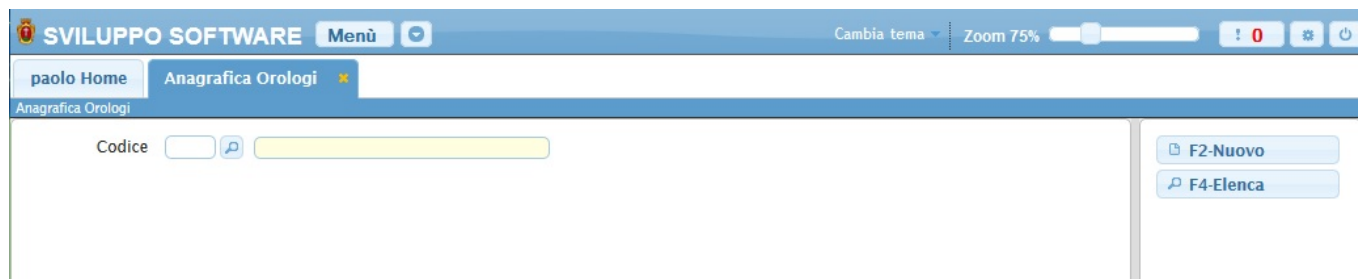 SVILUPPO SOFTWARE Menù Cambia tema Zoom 75% ! 0
paolo Home Anagrafica Orologi
Anagrafica Orologi
Codice
F2-Nuovo
F4-Elenca